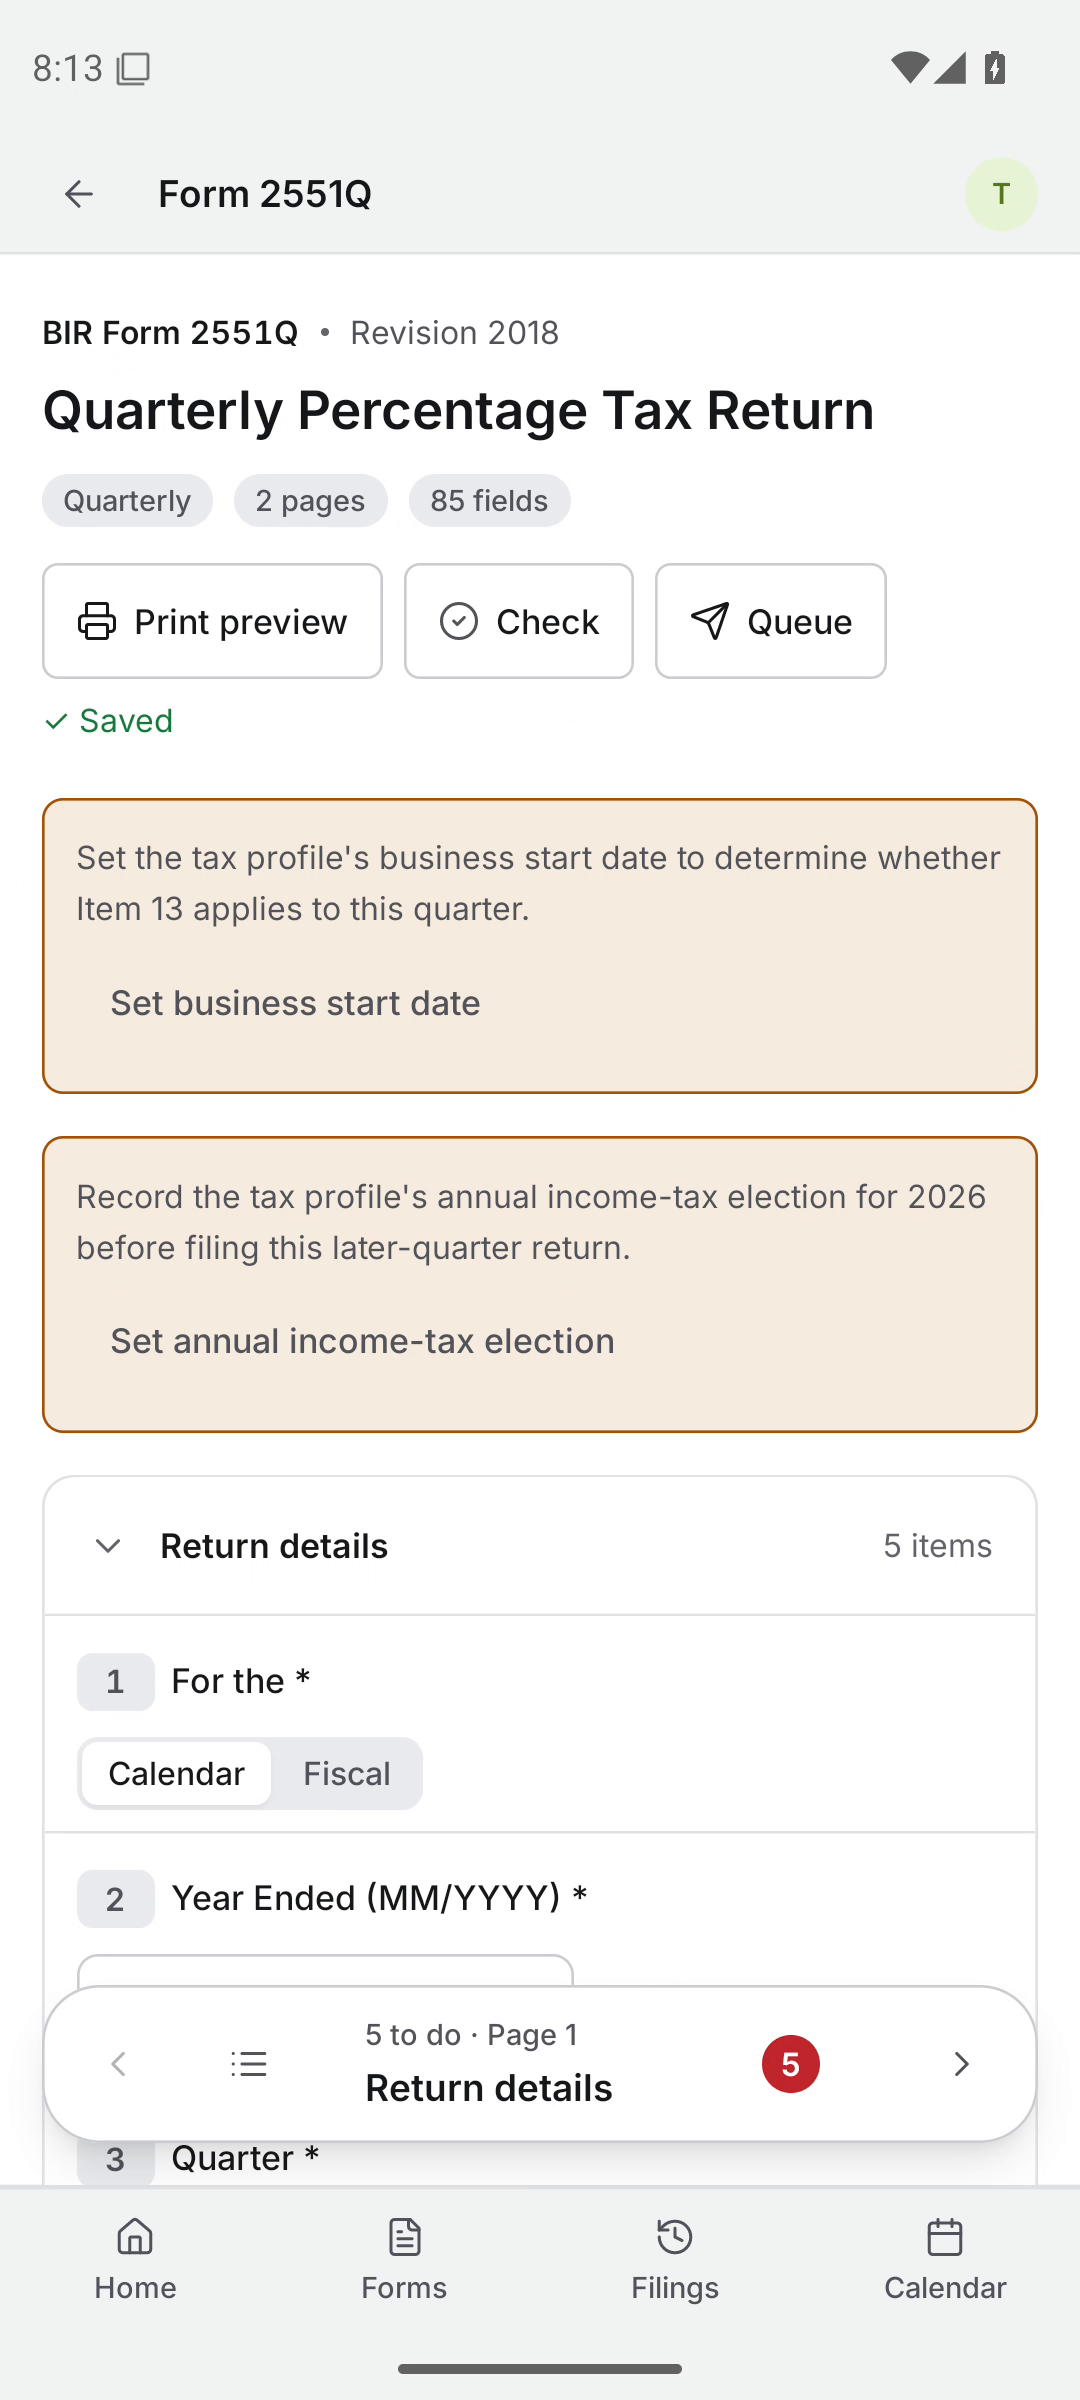 8:13
Form 2551Q
T
BIR Form 2551Q • Revision 2018
Quarterly Percentage Tax Return
Quarterly 2 pages 85 fields
Print preview Check Queue
Saved
Set the tax profile's business start date to determine whether
Item 13 applies to this quarter.
Set business start date
Record the tax profile's annual income-tax election for 2026
before filing this later-quarter return.
Set annual income-tax election
Return details 5 items
1 For the *
Calendar Fiscal
2 Year Ended (MM/YYYY) *
5 to do · Page 1
Return details
5
3 Quarter *
Home Forms Filings Calendar